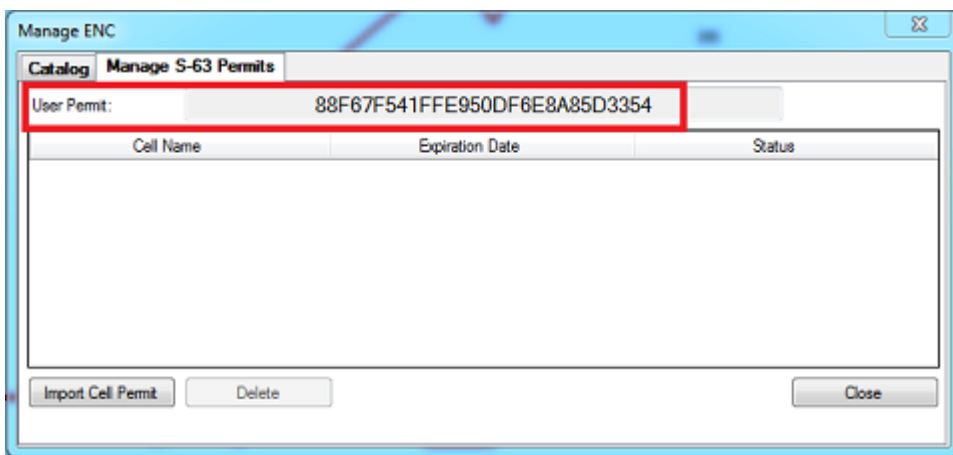 Manage ENC
Catalog Manage S-63 Permits
User Permit: 88F67F541FFE950DF6E8A85D3354
Cell Name Expiration Date Status
Import Cell Permit Delete Close